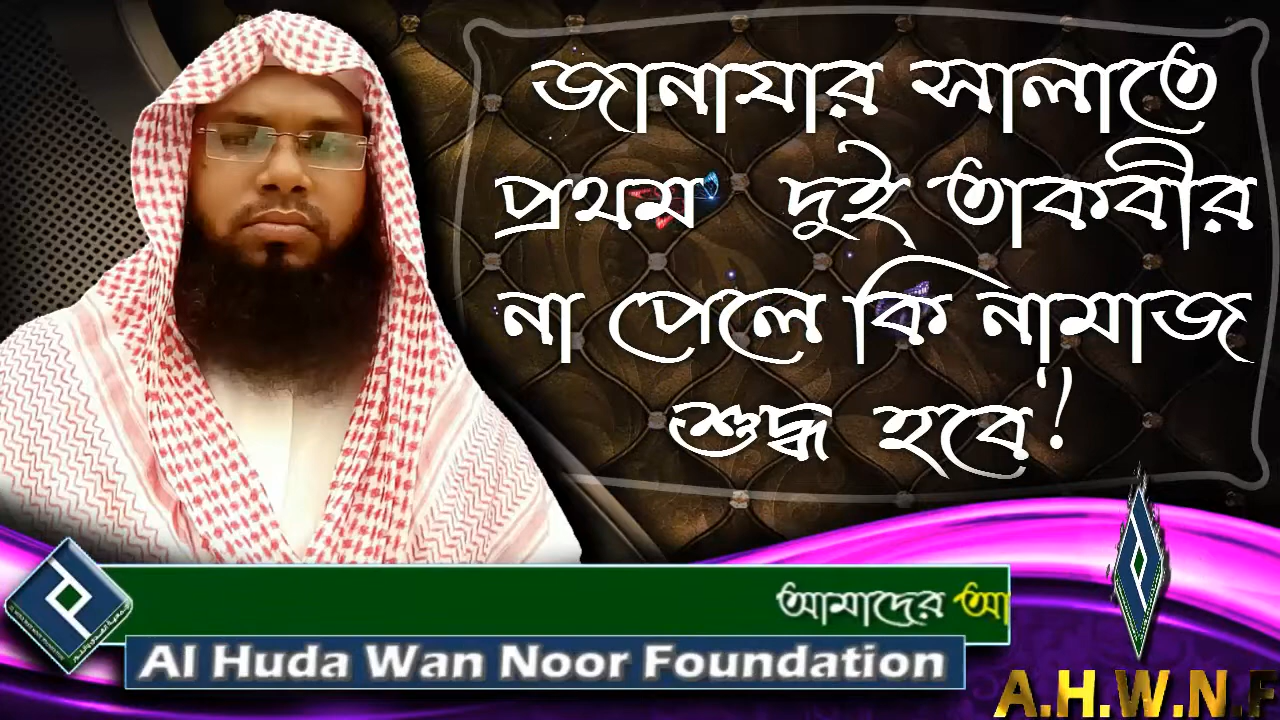 জানাযার সালাতে
প্রথম দুই তাকবীর
না পেলে কি নামাজ
শুদ্ধ হবে?
আমাদের আ
Al Huda Wan Noor Foundation
A.H.W.N.F